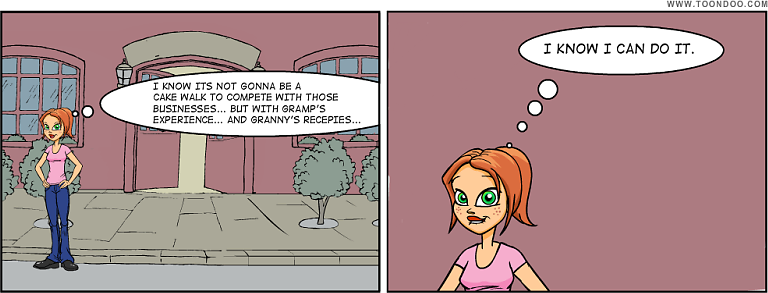 WWW.TOONDOO.COM
I KNOW ITS NOT GONNA BE A
CAKE WALK TO COMPETE WITH THOSE
BUSINESSES... BUT WITH GRAMP'S
EXPERIENCE... AND GRANNY'S RECEPIES...
I KNOW I CAN DO IT.